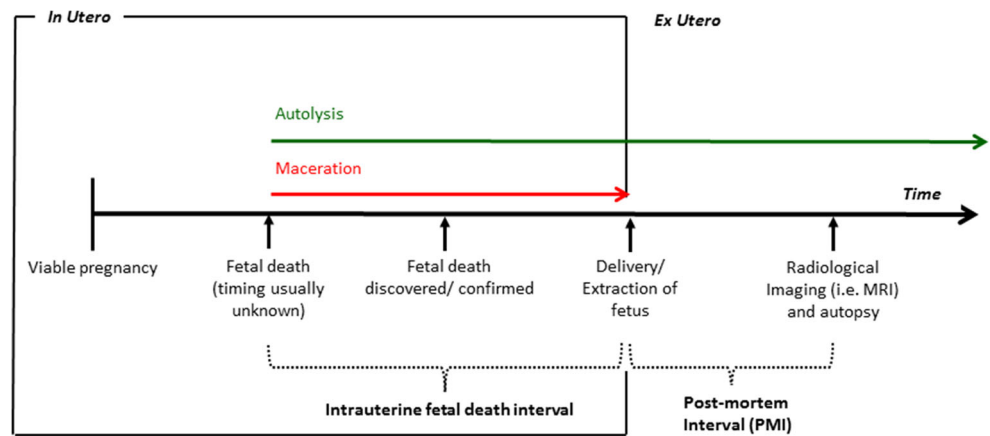 In Utero
Ex Utero
Autolysis
Maceration
Time
Viable pregnancy
Fetal death
(timing usually
unknown)
Fetal death
discovered/ confirmed
Delivery/
Extraction of
fetus
Radiological
Imaging (i.e. MRI)
and autopsy
Intrauterine fetal death interval
Post-mortem
Interval (PMI)